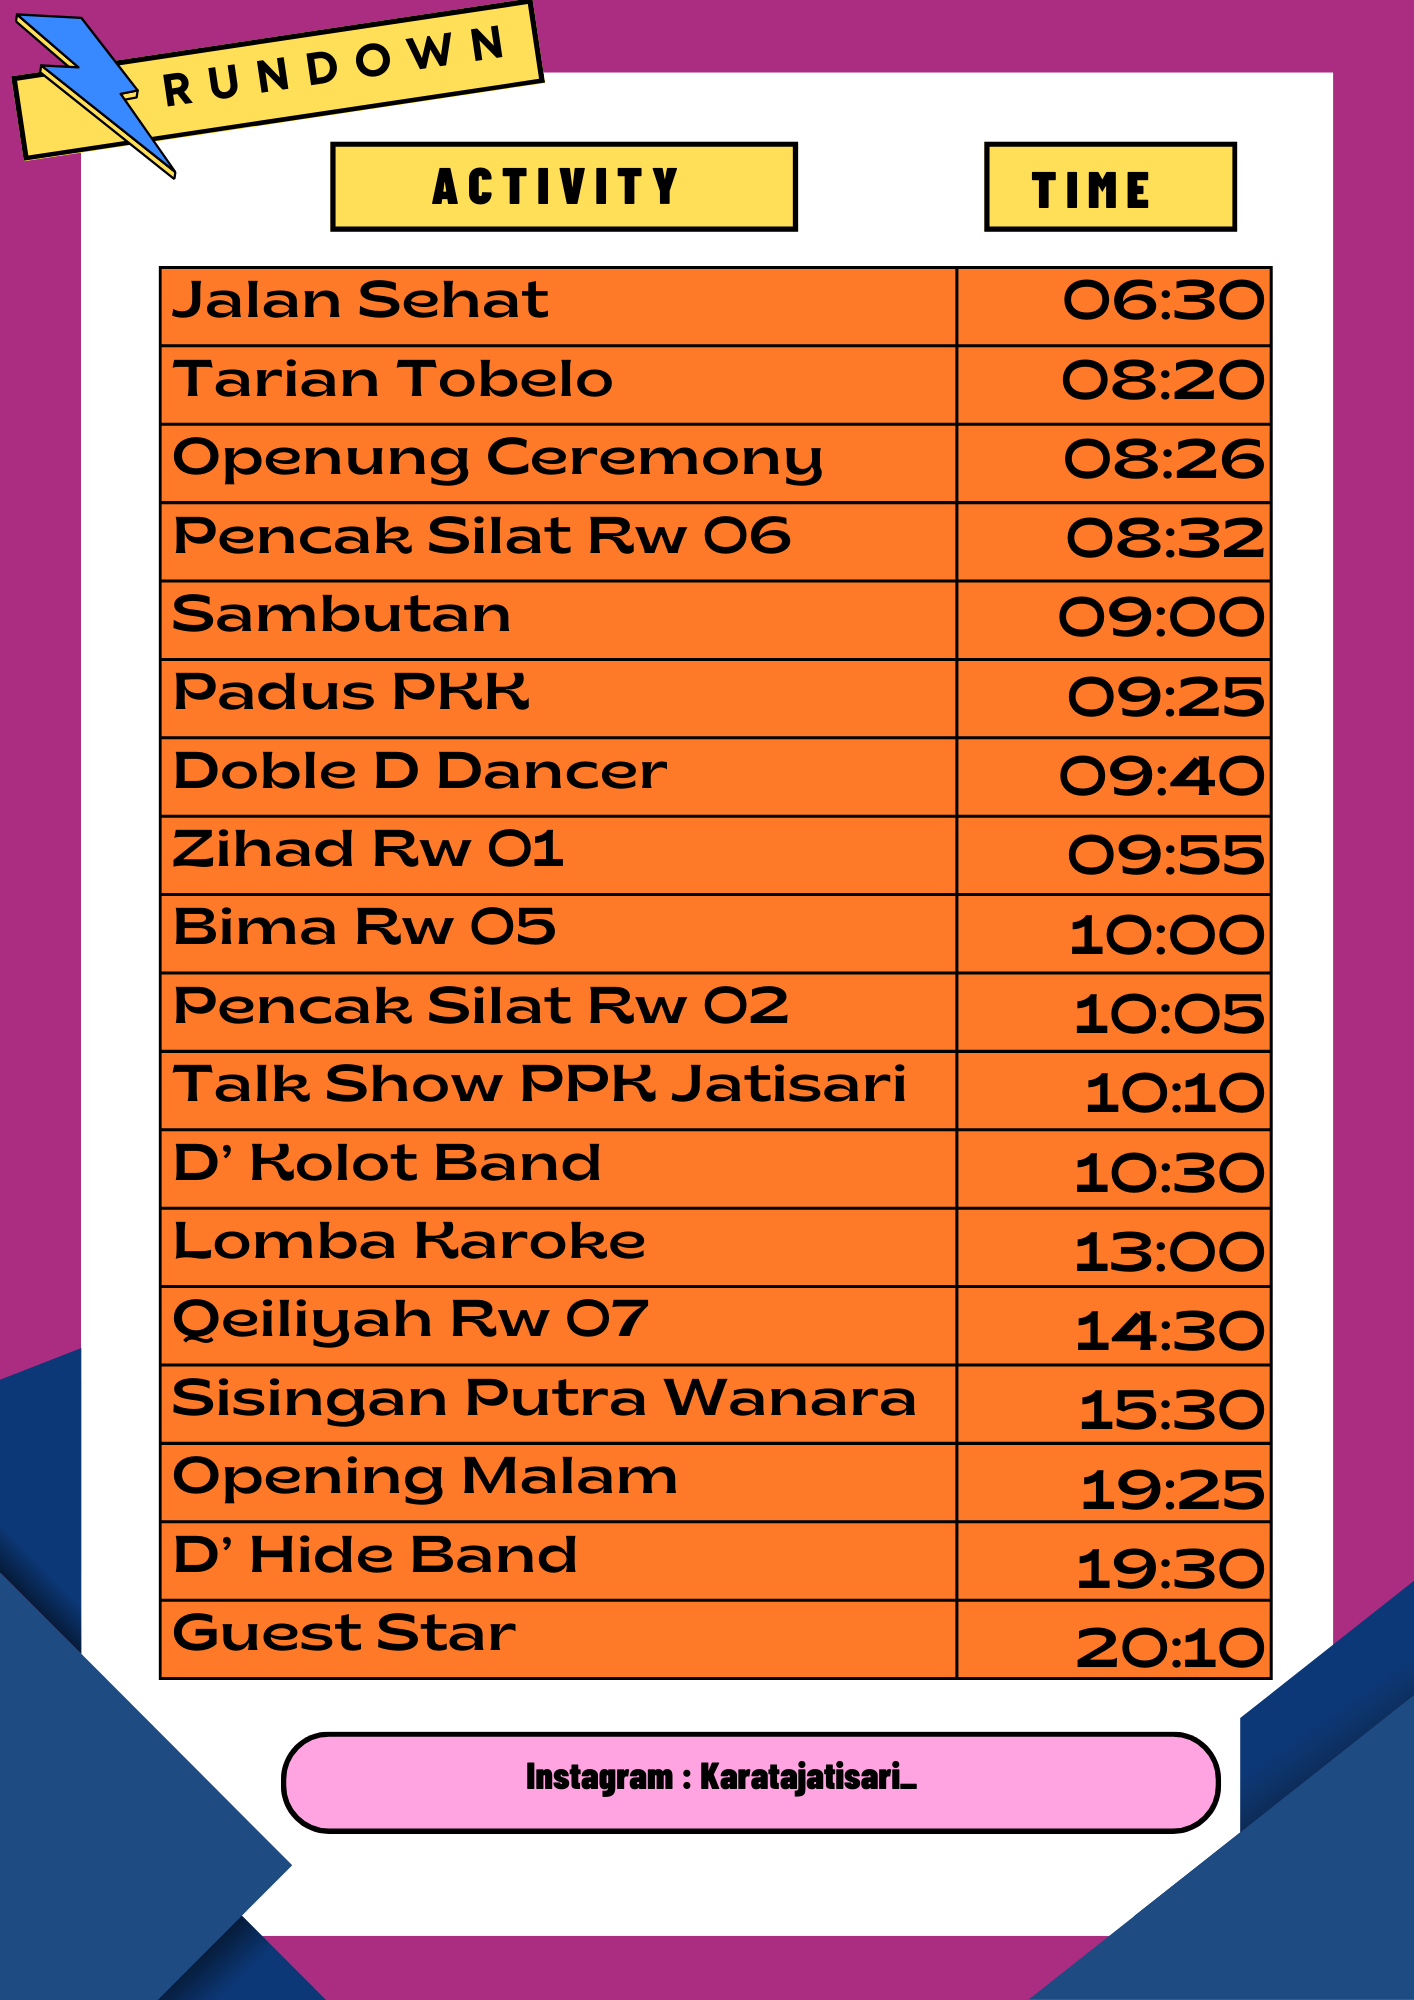 RUNDOWN
ACTIVITY TIME
Jalan Sehat 06:30
Tarian Tobelo 08:20
Openung Ceremony 08:26
Pencak Silat Rw 06 08:32
Sambutan 09:00
Padus PKK 09:25
Doble D Dancer 09:40
Zihad Rw 01 09:55
Bima Rw 05 10:00
Pencak Silat Rw 02 10:05
Talk Show PPK Jatisari 10:10
D’ Kolot Band 10:30
Lomba Karoke 13:00
Qeiliyah Rw 07 14:30
Sisingan Putra Wanara 15:30
Opening Malam 19:25
D’ Hide Band 19:30
Guest Star 20:10
Instagram : Karatajatisari_